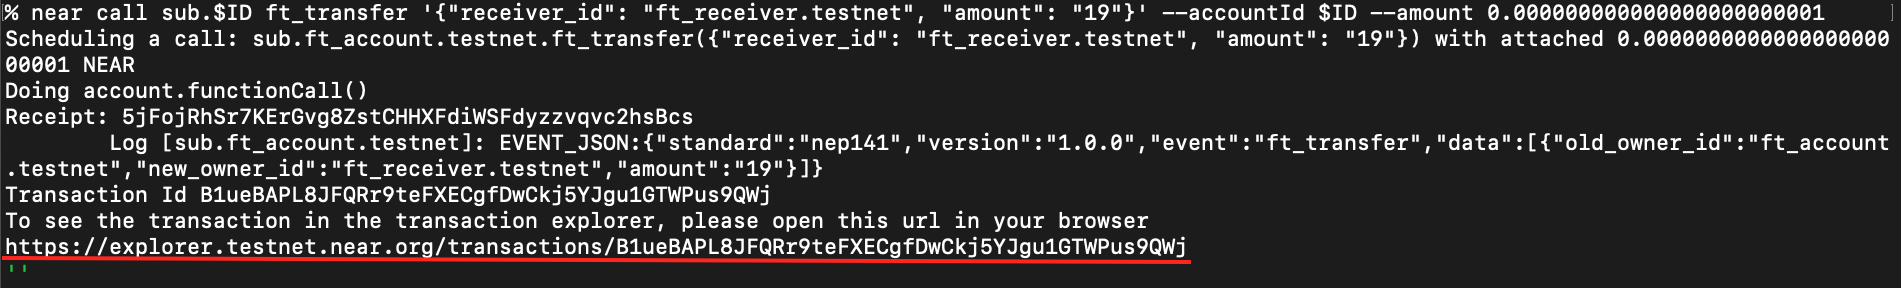 % near call sub.$ID ft_transfer '{"receiver_id": "ft_receiver.testnet", "amount": "19"}' --accountId $ID --amount 0.000000000000000000000001
Scheduling a call: sub.ft_account.testnet.ft_transfer({"receiver_id": "ft_receiver.testnet", "amount": "19"}) with attached 0.0000000000000000000
00001 NEAR
Doing account.functionCall()
Receipt: 5jFojRhSr7KErGvg8ZstCHHXFdiWSFdyzzvqvc2hsBcs
Log [sub.ft_account.testnet]: EVENT_JSON:{"standard":"nep141","version":"1.0.0","event":"ft_transfer","data":[{"old_owner_id":"ft_account
.testnet","new_owner_id":"ft_receiver.testnet","amount":"19"}]}
Transaction Id B1ueBAPL8JFQRr9teFXECgfDwCkj5YJgu1GTWPus9QWj
To see the transaction in the transaction explorer, please open this url in your browser
https://explorer.testnet.near.org/transactions/B1ueBAPL8JFQRr9teFXECgfDwCkj5YJgu1GTWPus9QWj
''